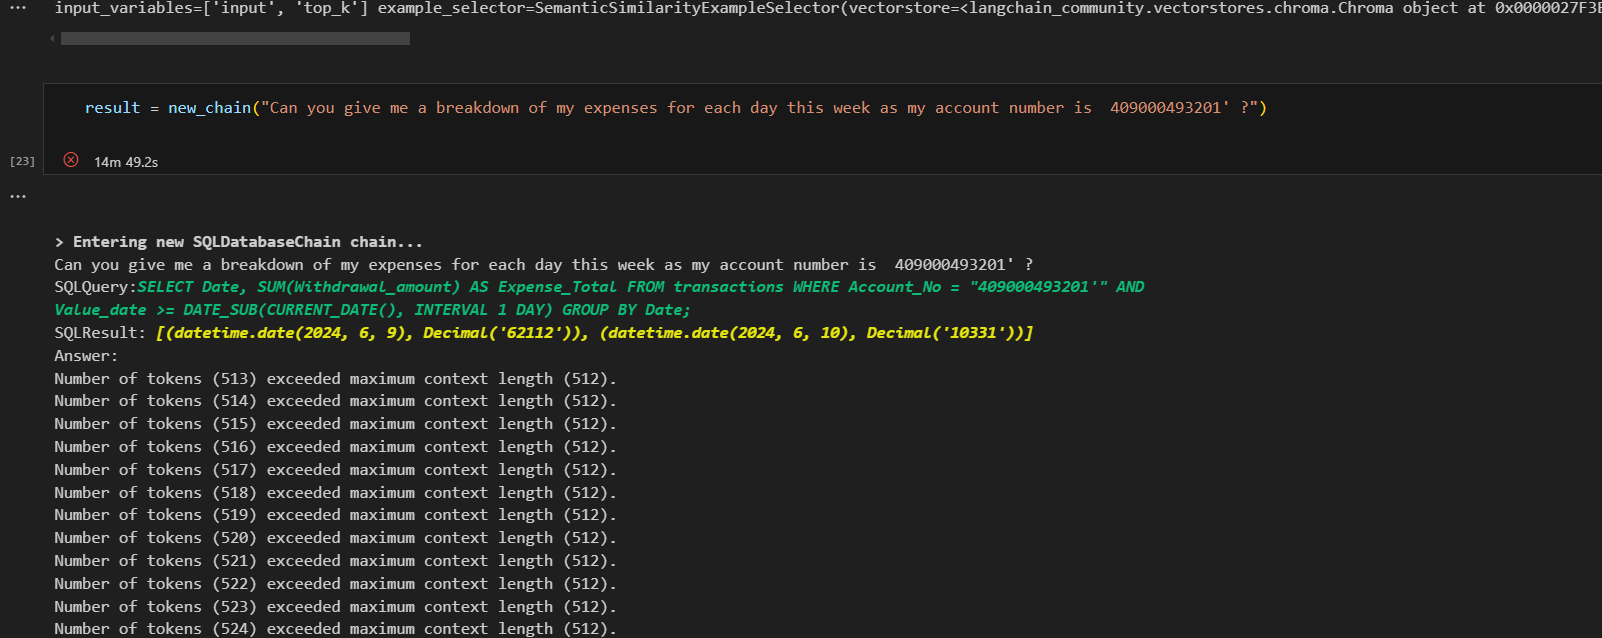 input_variables=['input', 'top_k'] example_selector=SemanticSimilarityExampleSelector(vectorstore=<langchain_community.vectorstores.chroma.Chroma object at 0x0000027F3
result = new_chain("Can you give me a breakdown of my expenses for each day this week as my account number is  409000493201' ?")
[23]
14m 49.2s
> Entering new SQLDatabaseChain chain...
Can you give me a breakdown of my expenses for each day this week as my account number is  409000493201' ?
SQLQuery:SELECT Date, SUM(Withdrawal_amount) AS Expense_Total FROM transactions WHERE Account_No = "409000493201'" AND
Value_date >= DATE_SUB(CURRENT_DATE(), INTERVAL 1 DAY) GROUP BY Date;
SQLResult: [(datetime.date(2024, 6, 9), Decimal('62112')), (datetime.date(2024, 6, 10), Decimal('10331'))]
Answer:
Number of tokens (513) exceeded maximum context length (512).
Number of tokens (514) exceeded maximum context length (512).
Number of tokens (515) exceeded maximum context length (512).
Number of tokens (516) exceeded maximum context length (512).
Number of tokens (517) exceeded maximum context length (512).
Number of tokens (518) exceeded maximum context length (512).
Number of tokens (519) exceeded maximum context length (512).
Number of tokens (520) exceeded maximum context length (512).
Number of tokens (521) exceeded maximum context length (512).
Number of tokens (522) exceeded maximum context length (512).
Number of tokens (523) exceeded maximum context length (512).
Number of tokens (524) exceeded maximum context length (512).